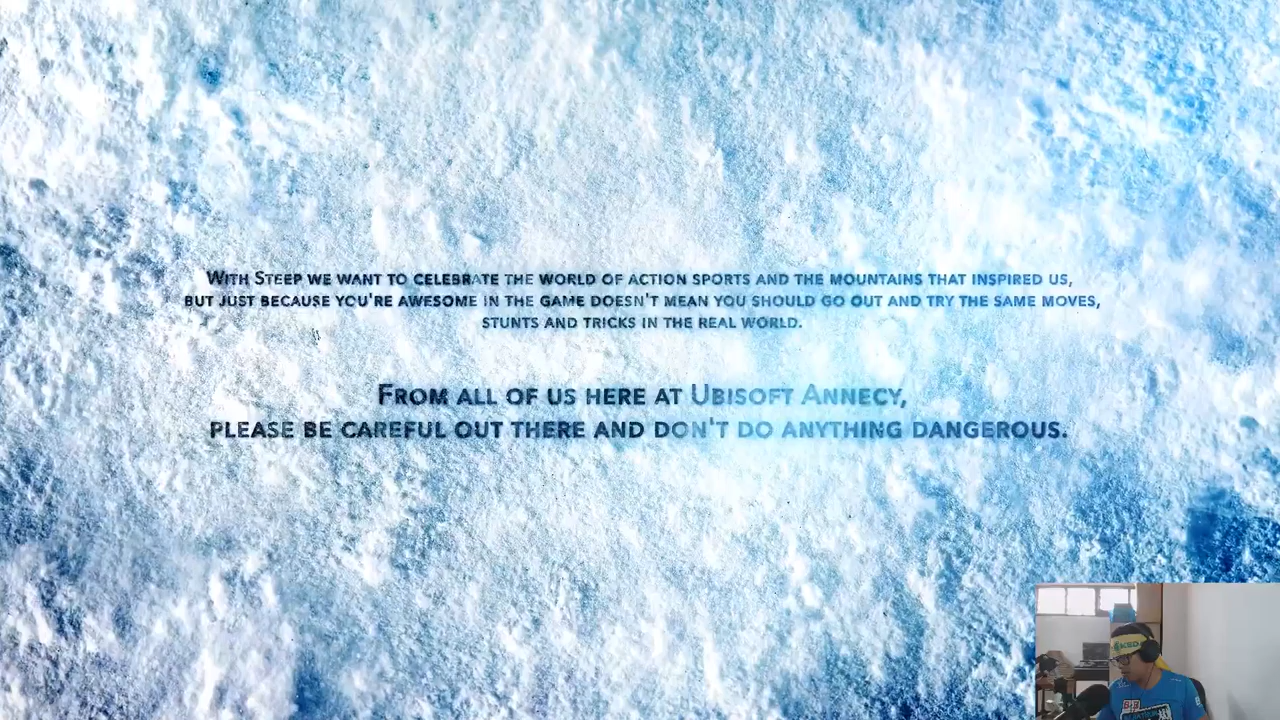 WITH STEEP WE WANT TO CELEBRATE THE WORLD OF ACTION SPORTS AND THE MOUNTAINS THAT INSPIRED US,
BUT JUST BECAUSE YOU'RE AWESOME IN THE GAME DOESN'T MEAN YOU SHOULD GO OUT AND TRY THE SAME MOVES,
STUNTS AND TRICKS IN THE REAL WORLD.
FROM ALL OF US HERE AT UBISOFT ANNECY,
PLEASE BE CAREFUL OUT THERE AND DON'T DO ANYTHING DANGEROUS.